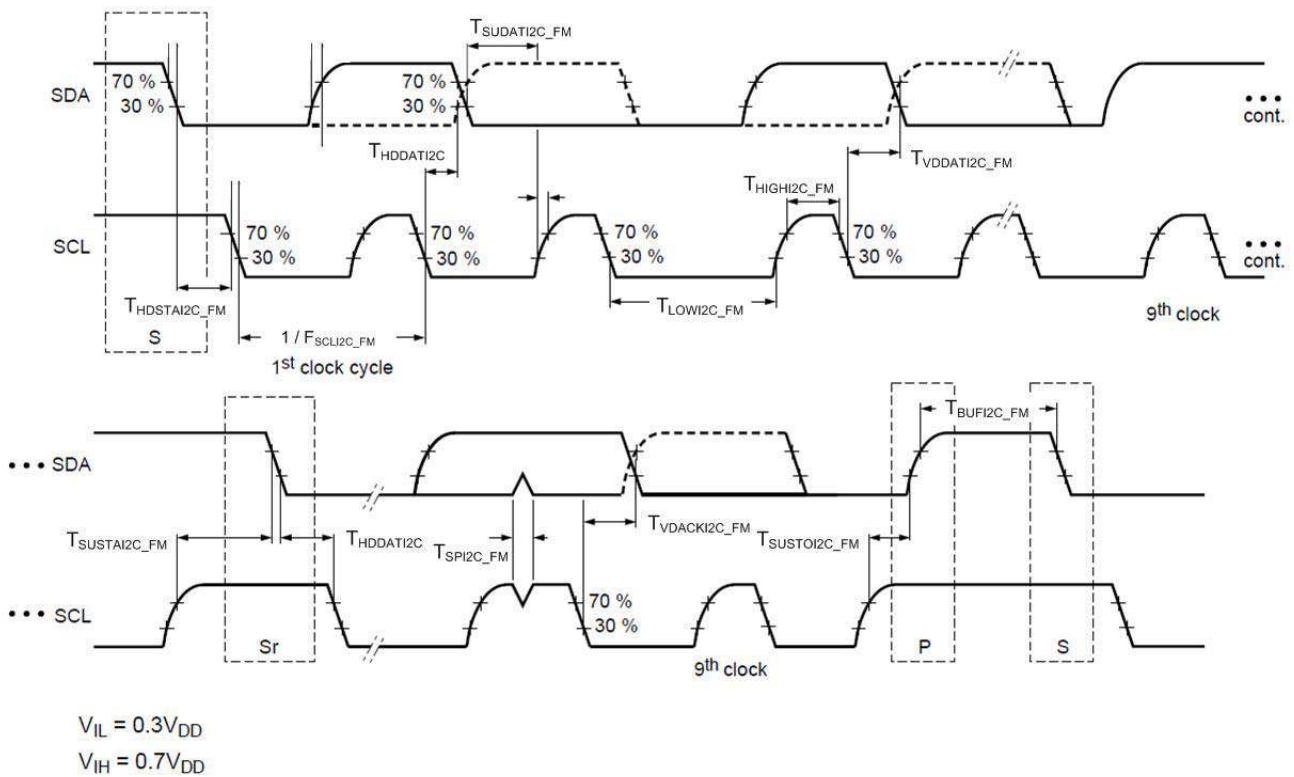 T_SUDATI2C_FM
SDA
70 %
30 %
70 %
30 %
•••
cont.
T_HDDATI2C
T_HIGHI2C_FM
T_VDDATI2C_FM
SCL
70 %
30 %
70 %
30 %
70 %
30 %
70 %
30 %
•••
cont.
T_HDSTAI2C_FM
T_LOWI2C_FM
S
1 / F_SCLI2C_FM
1st clock cycle
9th clock
T_BUFI2C_FM
••• SDA
T_SUSTAI2C_FM
T_HDDATI2C
T_SPI2C_FM
T_VDACKI2C_FM
T_SUSTOI2C_FM
••• SCL
70 %
30 %
Sr
9th clock
P
S
V_IL = 0.3V_DD
V_IH = 0.7V_DD